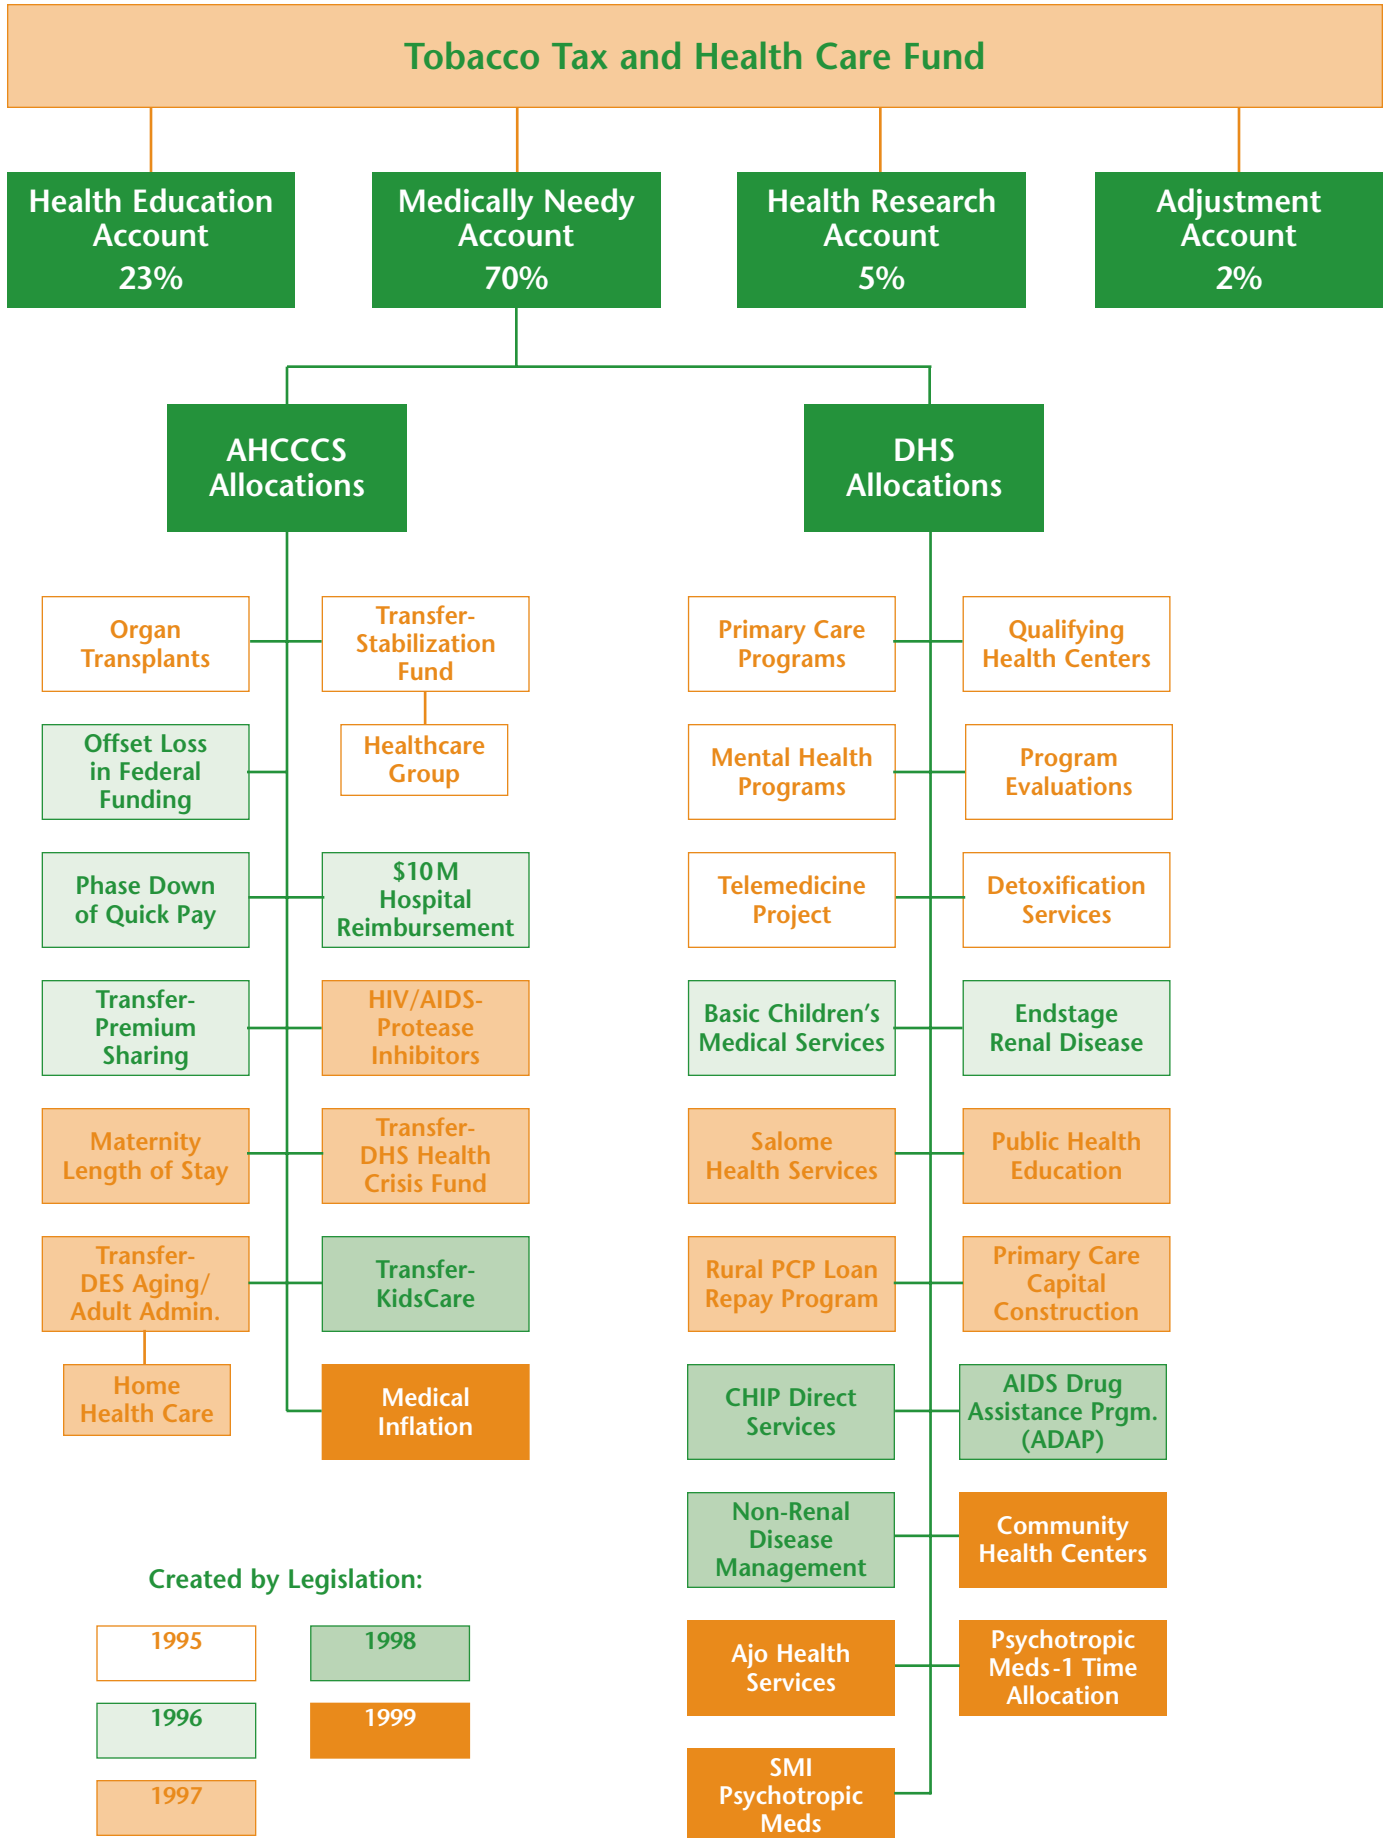 Tobacco Tax and Health Care Fund
Health Education
Account
23%
Medically Needy
Account
70%
Health Research
Account
5%
Adjustment
Account
2%
AHCCCS
Allocations
DHS
Allocations
Organ
Transplants
Transfer-
Stabilization
Fund
Healthcare
Group
Offset Loss
in Federal
Funding
Phase Down
of Quick Pay
$10 M
Hospital
Reimbursement
Transfer-
Premium
Sharing
HIV/AIDS-
Protease
Inhibitors
Maternity
Length of Stay
Transfer-
DHS Health
Crisis Fund
Transfer-
DES Aging/
Adult Admin.
Transfer-
KidsCare
Home
Health Care
Medical
Inflation
Primary Care
Programs
Qualifying
Health Centers
Mental Health
Programs
Program
Evaluations
Telemedicine
Project
Detoxification
Services
Basic Children’s
Medical Services
Endstage
Renal Disease
Salome
Health Services
Public Health
Education
Rural PCP Loan
Repay Program
Primary Care
Capital
Construction
CHIP Direct
Services
AIDS Drug
Assistance Prgm.
(ADAP)
Non-Renal
Disease
Management
Community
Health Centers
Ajo Health
Services
Psychotropic
Meds-1 Time
Allocation
SMI
Psychotropic
Meds
Created by Legislation:
1995
1996
1997
1998
1999